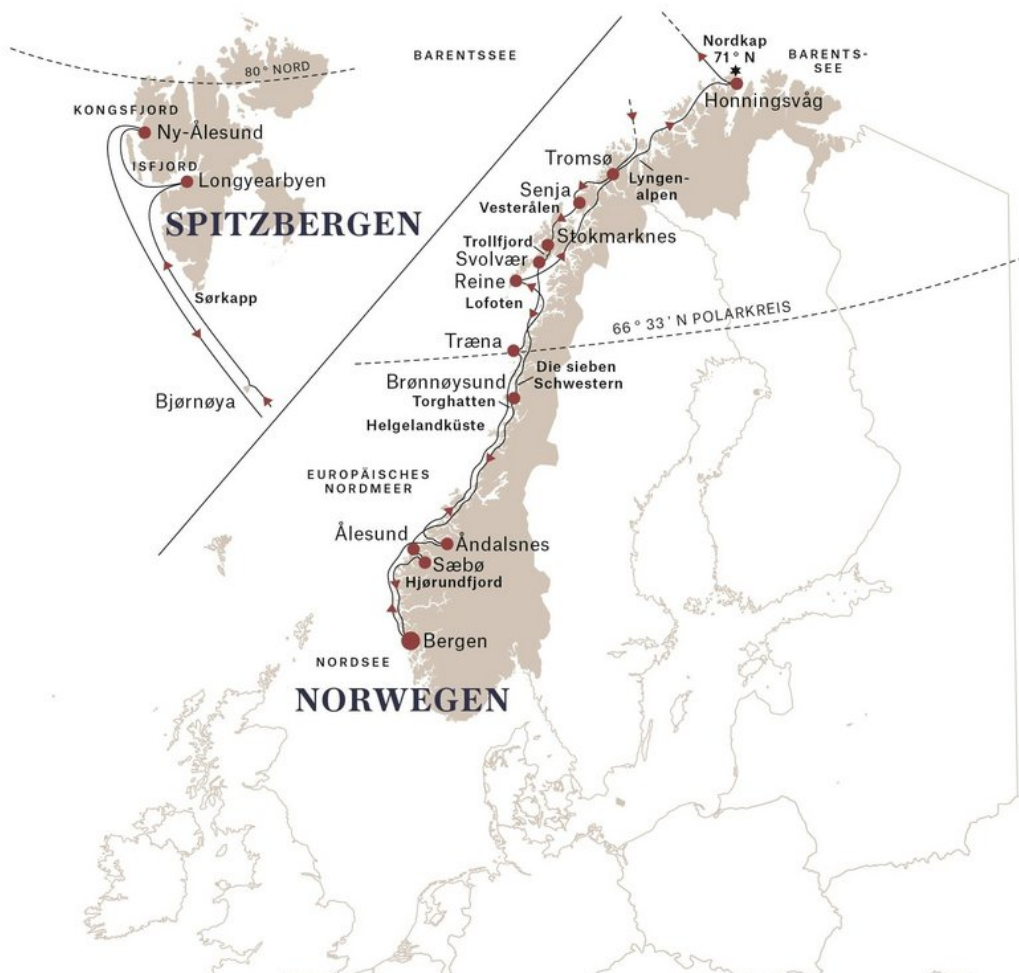 80° NORD
BARENTSSEE
KONGSFJORD
Ny-Ålesund
ISFJORD
Longyearbyen
SPITZBERGEN
Sørkapp
Bjørnøya
Nordkap
71° N
BARENTS-
SEE
Honningsvåg
Tromsø
Lyngen-
alpen
Senja
Vesterålen
Stokmarknes
Trollfjord
Svolvær
Reine
Lofoten
66° 33' N POLARKREIS
Træna
Die sieben
Schwestern
Brønnøysund
Torghatten
Helgelandküste
EUROPÄISCHES
NORDMEER
Ålesund
Åndalsnes
Sæbø
Hjørundfjord
Bergen
NORDSEE
NORWEGEN